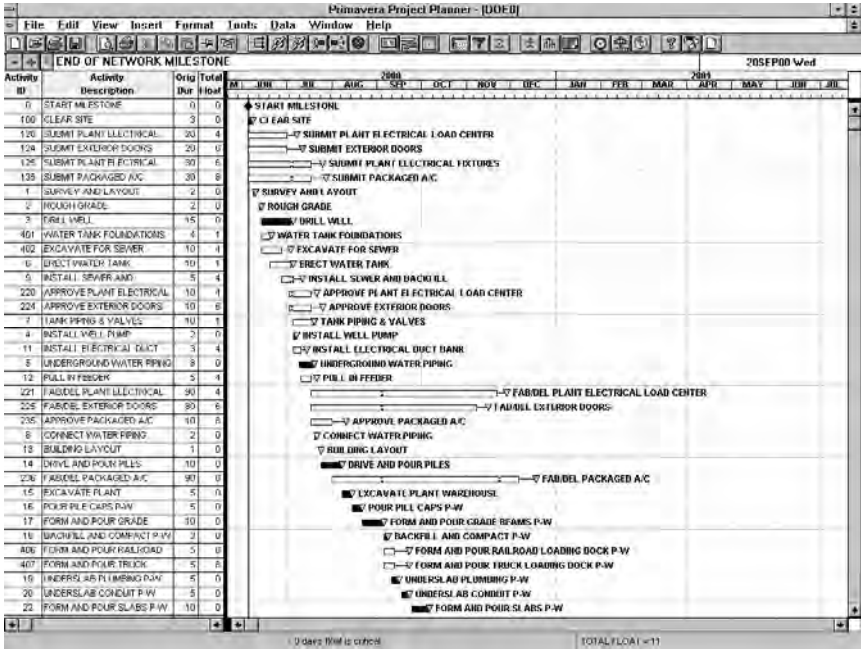 Primavera Project Planner - [DOE0]
File Edit View Insert Format Tools Data Window Help
END OF NETWORK MILESTONE 20SEP00 Wed
Activity ID Activity Description Orig Dur Total Float 2000 2001
M JUN JUL AUG SEP OCT NOV DEC JAN FEB MAR APR MAY JUN JUL
0 START MILESTONE 0 0 START MILESTONE
100 CLEAR SITE 3 0 CLEAR SITE
120 SUBMIT PLANT ELECTRICAL 20 4 SUBMIT PLANT ELECTRICAL LOAD CENTER
124 SUBMIT EXTERIOR DOORS 20 6 SUBMIT EXTERIOR DOORS
125 SUBMIT PLANT ELECTRICAL 30 6 SUBMIT PLANT ELECTRICAL FIXTURES
135 SUBMIT PACKAGED A/C 30 8 SUBMIT PACKAGED A/C
1 SURVEY AND LAYOUT 2 0 SURVEY AND LAYOUT
2 ROUGH GRADE 2 0 ROUGH GRADE
3 DRILL WELL 15 0 DRILL WELL
401 WATER TANK FOUNDATIONS 4 1 WATER TANK FOUNDATIONS
402 EXCAVATE FOR SEWER 10 4 EXCAVATE FOR SEWER
6 ERECT WATER TANK 10 1 ERECT WATER TANK
9 INSTALL SEWER AND 5 4 INSTALL SEWER AND BACKFILL
220 APPROVE PLANT ELECTRICAL 10 4 APPROVE PLANT ELECTRICAL LOAD CENTER
224 APPROVE EXTERIOR DOORS 10 6 APPROVE EXTERIOR DOORS
7 TANK PIPING & VALVES 10 1 TANK PIPING & VALVES
4 INSTALL WELL PUMP 2 0 INSTALL WELL PUMP
11 INSTALL ELECTRICAL DUCT 3 4 INSTALL ELECTRICAL DUCT BANK
5 UNDERGROUND WATER PIPING 8 0 UNDERGROUND WATER PIPING
12 PULL IN FEEDER 5 4 PULL IN FEEDER
221 FAB/DEL PLANT ELECTRICAL 90 4 FAB/DEL PLANT ELECTRICAL LOAD CENTER
225 FAB/DEL EXTERIOR DOORS 80 6 FAB/DEL EXTERIOR DOORS
235 APPROVE PACKAGED A/C 10 8 APPROVE PACKAGED A/C
8 CONNECT WATER PIPING 2 0 CONNECT WATER PIPING
13 BUILDING LAYOUT 1 0 BUILDING LAYOUT
14 DRIVE AND POUR PILES 10 0 DRIVE AND POUR PILES
236 FAB/DEL PACKAGED A/C 90 8 FAB/DEL PACKAGED A/C
15 EXCAVATE PLANT 5 0 EXCAVATE PLANT WAREHOUSE
16 POUR PILE CAPS P-W 5 0 POUR PILE CAPS P-W
17 FORM AND POUR GRADE 10 0 FORM AND POUR GRADE BEAMS P-W
18 BACKFILL AND COMPACT P-W 3 0 BACKFILL AND COMPACT P-W
406 FORM AND POUR RAILROAD 5 8 FORM AND POUR RAILROAD LOADING DOCK P-W
407 FORM AND POUR TRUCK 5 8 FORM AND POUR TRUCK LOADING DOCK P-W
19 UNDERSLAB PLUMBING P-W 5 0 UNDERSLAB PLUMBING P-W
20 UNDERSLAB CONDUIT P-W 5 0 UNDERSLAB CONDUIT P-W
22 FORM AND POUR SLABS P-W 10 0 FORM AND POUR SLABS P-W
0 days float is critical TOTAL FLOAT = 11